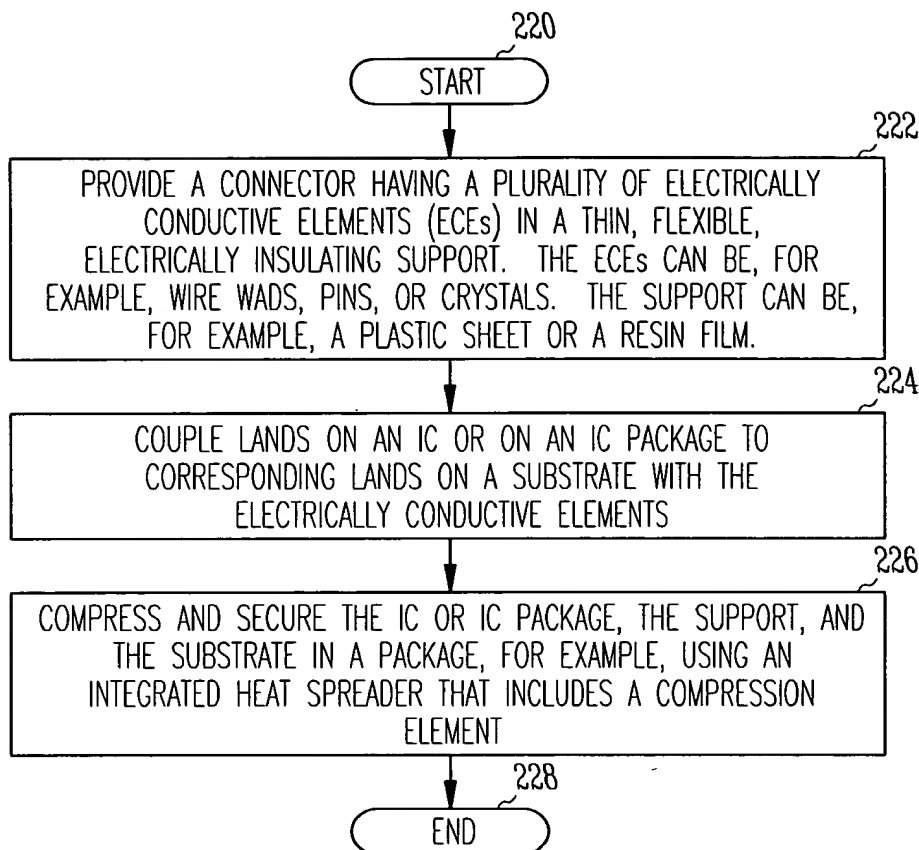 220
START
222
PROVIDE A CONNECTOR HAVING A PLURALITY OF ELECTRICALLY
CONDUCTIVE ELEMENTS (ECEs) IN A THIN, FLEXIBLE,
ELECTRICALLY INSULATING SUPPORT. THE ECEs CAN BE, FOR
EXAMPLE, WIRE WADS, PINS, OR CRYSTALS. THE SUPPORT CAN BE,
FOR EXAMPLE, A PLASTIC SHEET OR A RESIN FILM.
224
COUPLE LANDS ON AN IC OR ON AN IC PACKAGE TO
CORRESPONDING LANDS ON A SUBSTRATE WITH THE
ELECTRICALLY CONDUCTIVE ELEMENTS
226
COMPRESS AND SECURE THE IC OR IC PACKAGE, THE SUPPORT, AND
THE SUBSTRATE IN A PACKAGE, FOR EXAMPLE, USING AN
INTEGRATED HEAT SPREADER THAT INCLUDES A COMPRESSION
ELEMENT
228
END